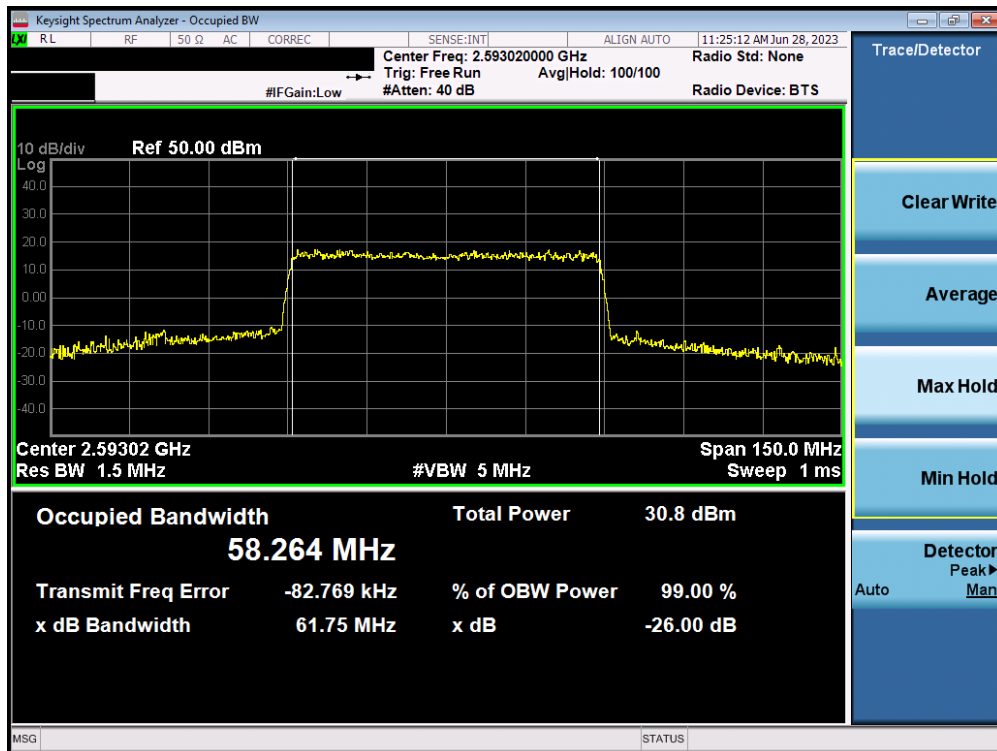 Keysight Spectrum Analyzer - Occupied BW
LXI RL RF 50 Ω AC CORREC SENSE:INT ALIGN AUTO 11:25:12 AM Jun 28, 2023
Center Freq: 2.593020000 GHz Radio Std: None
Trig: Free Run Avg|Hold: 100/100
#IFGain:Low #Atten: 40 dB Radio Device: BTS
Trace/Detector
10 dB/div Ref 50.00 dBm
Log
40.0
30.0
20.0
10.0
0.00
-10.0
-20.0
-30.0
-40.0
Center 2.59302 GHz Span 150.0 MHz
Res BW 1.5 MHz #VBW 5 MHz Sweep 1 ms
Occupied Bandwidth Total Power 30.8 dBm
58.264 MHz
Transmit Freq Error -82.769 kHz % of OBW Power 99.00 %
x dB Bandwidth 61.75 MHz x dB -26.00 dB
Clear Write
Average
Max Hold
Min Hold
Detector
Peak▶
Auto Man
MSG STATUS